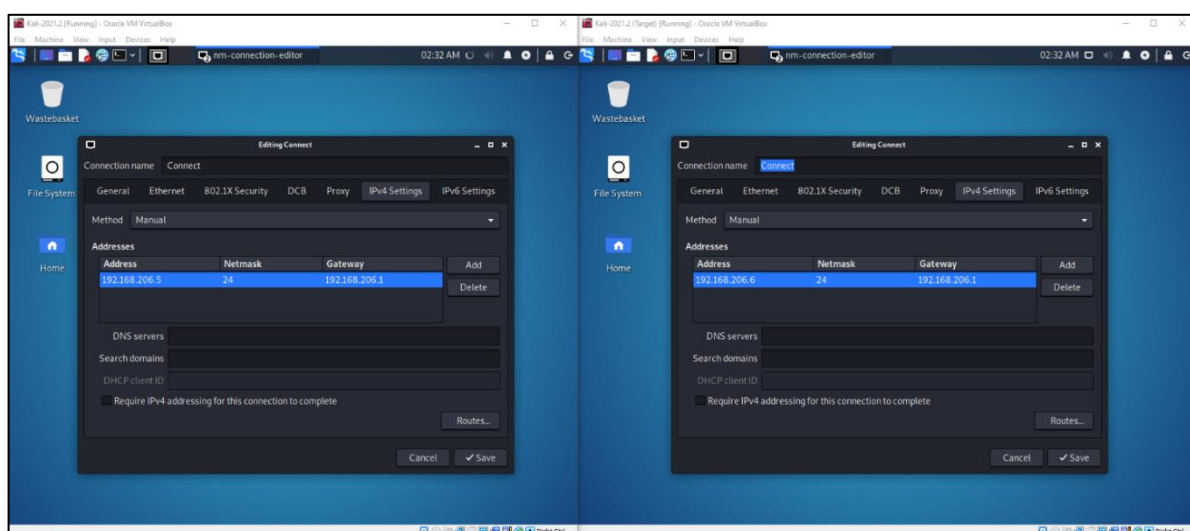 Kali-2021.2 [Running] - Oracle VM VirtualBox
File Machine View Input Devices Help
nm-connection-editor
02:32 AM
Wastebasket
File System
Home
Editing Connect
Connection name Connect
General Ethernet 802.1X Security DCB Proxy IPv4 Settings IPv6 Settings
Method Manual
Addresses
Address Netmask Gateway
192.168.206.5 24 192.168.206.1
Add
Delete
DNS servers
Search domains
DHCP client ID
Require IPv4 addressing for this connection to complete
Routes...
Cancel Save
Kali-2021.2 (Target) [Running] - Oracle VM VirtualBox
File Machine View Input Devices Help
nm-connection-editor
02:32 AM
Wastebasket
File System
Home
Editing Connect
Connection name Connect
General Ethernet 802.1X Security DCB Proxy IPv4 Settings IPv6 Settings
Method Manual
Addresses
Address Netmask Gateway
192.168.206.6 24 192.168.206.1
Add
Delete
DNS servers
Search domains
DHCP client ID
Require IPv4 addressing for this connection to complete
Routes...
Cancel Save